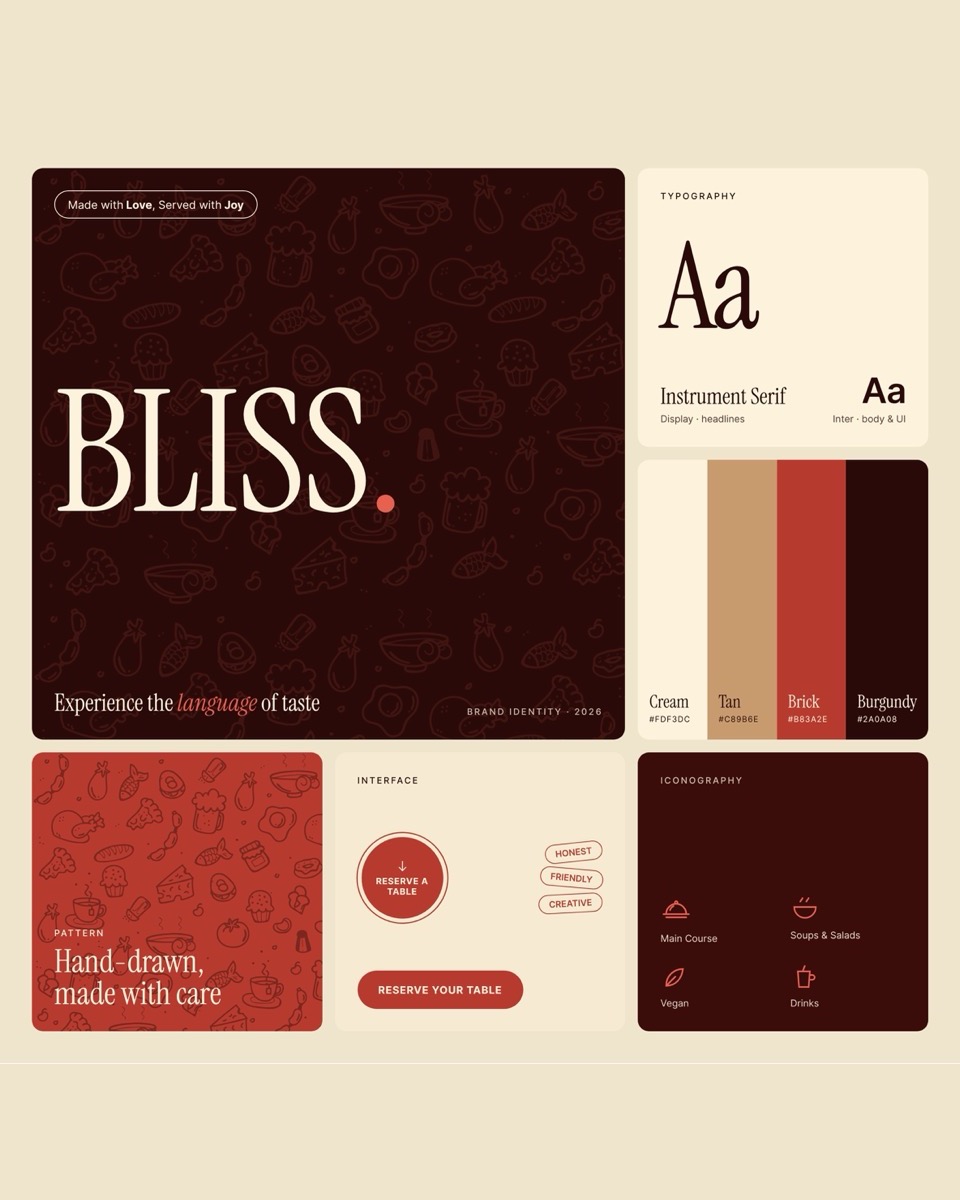 Made with Love, Served with Joy
BLISS.
Experience the language of taste
BRAND IDENTITY · 2026
TYPOGRAPHY
Aa
Instrument Serif
Display · headlines
Aa
Inter · body & UI
Cream
#FDF3DC
Tan
#C89B6E
Brick
#B83A2E
Burgundy
#2A0A08
PATTERN
Hand-drawn,
made with care
INTERFACE
↓
RESERVE A
TABLE
HONEST
FRIENDLY
CREATIVE
RESERVE YOUR TABLE
ICONOGRAPHY
Main Course
Soups & Salads
Vegan
Drinks